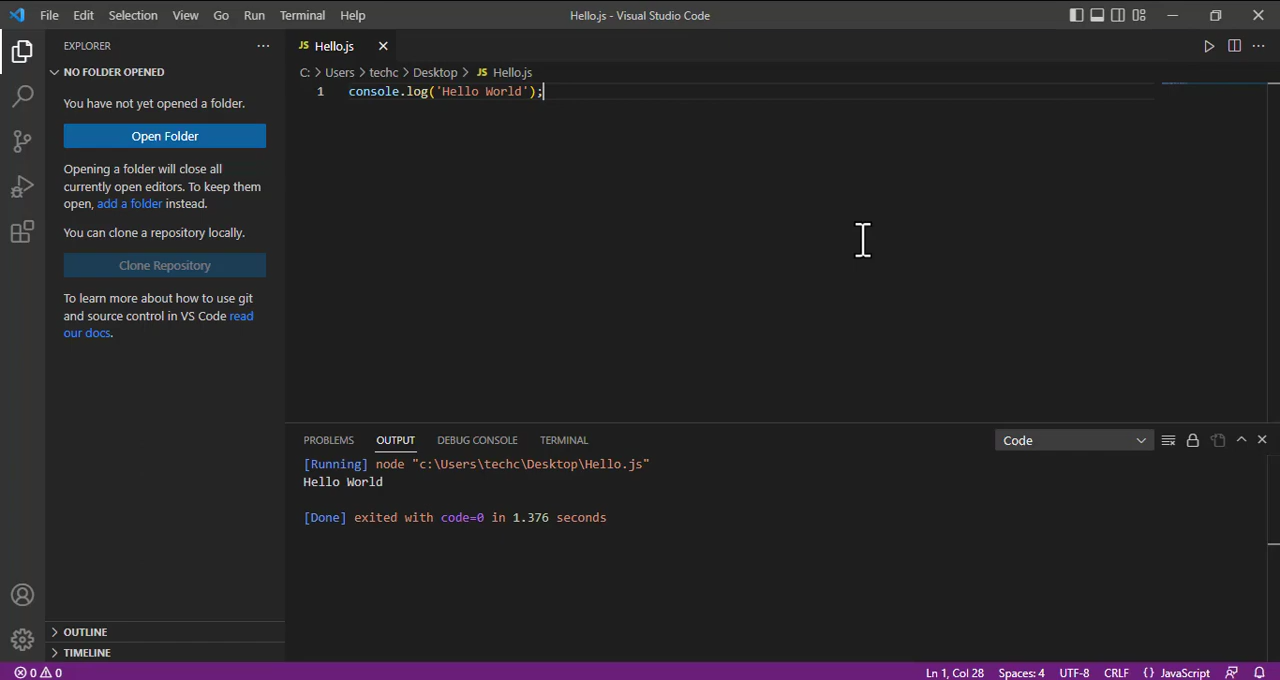 File Edit Selection View Go Run Terminal Help
Hello.js - Visual Studio Code
EXPLORER
NO FOLDER OPENED
You have not yet opened a folder.
Open Folder
Opening a folder will close all
currently open editors. To keep them
open, add a folder instead.
You can clone a repository locally.
Clone Repository
To learn more about how to use git
and source control in VS Code read
our docs.
OUTLINE
TIMELINE
JS Hello.js
C: > Users > techc > Desktop > JS Hello.js
1 console.log('Hello World');
PROBLEMS OUTPUT DEBUG CONSOLE TERMINAL
Code
[Running] node "c:\Users\techc\Desktop\Hello.js"
Hello World
[Done] exited with code=0 in 1.376 seconds
0 0
Ln 1, Col 28 Spaces: 4 UTF-8 CRLF {} JavaScript